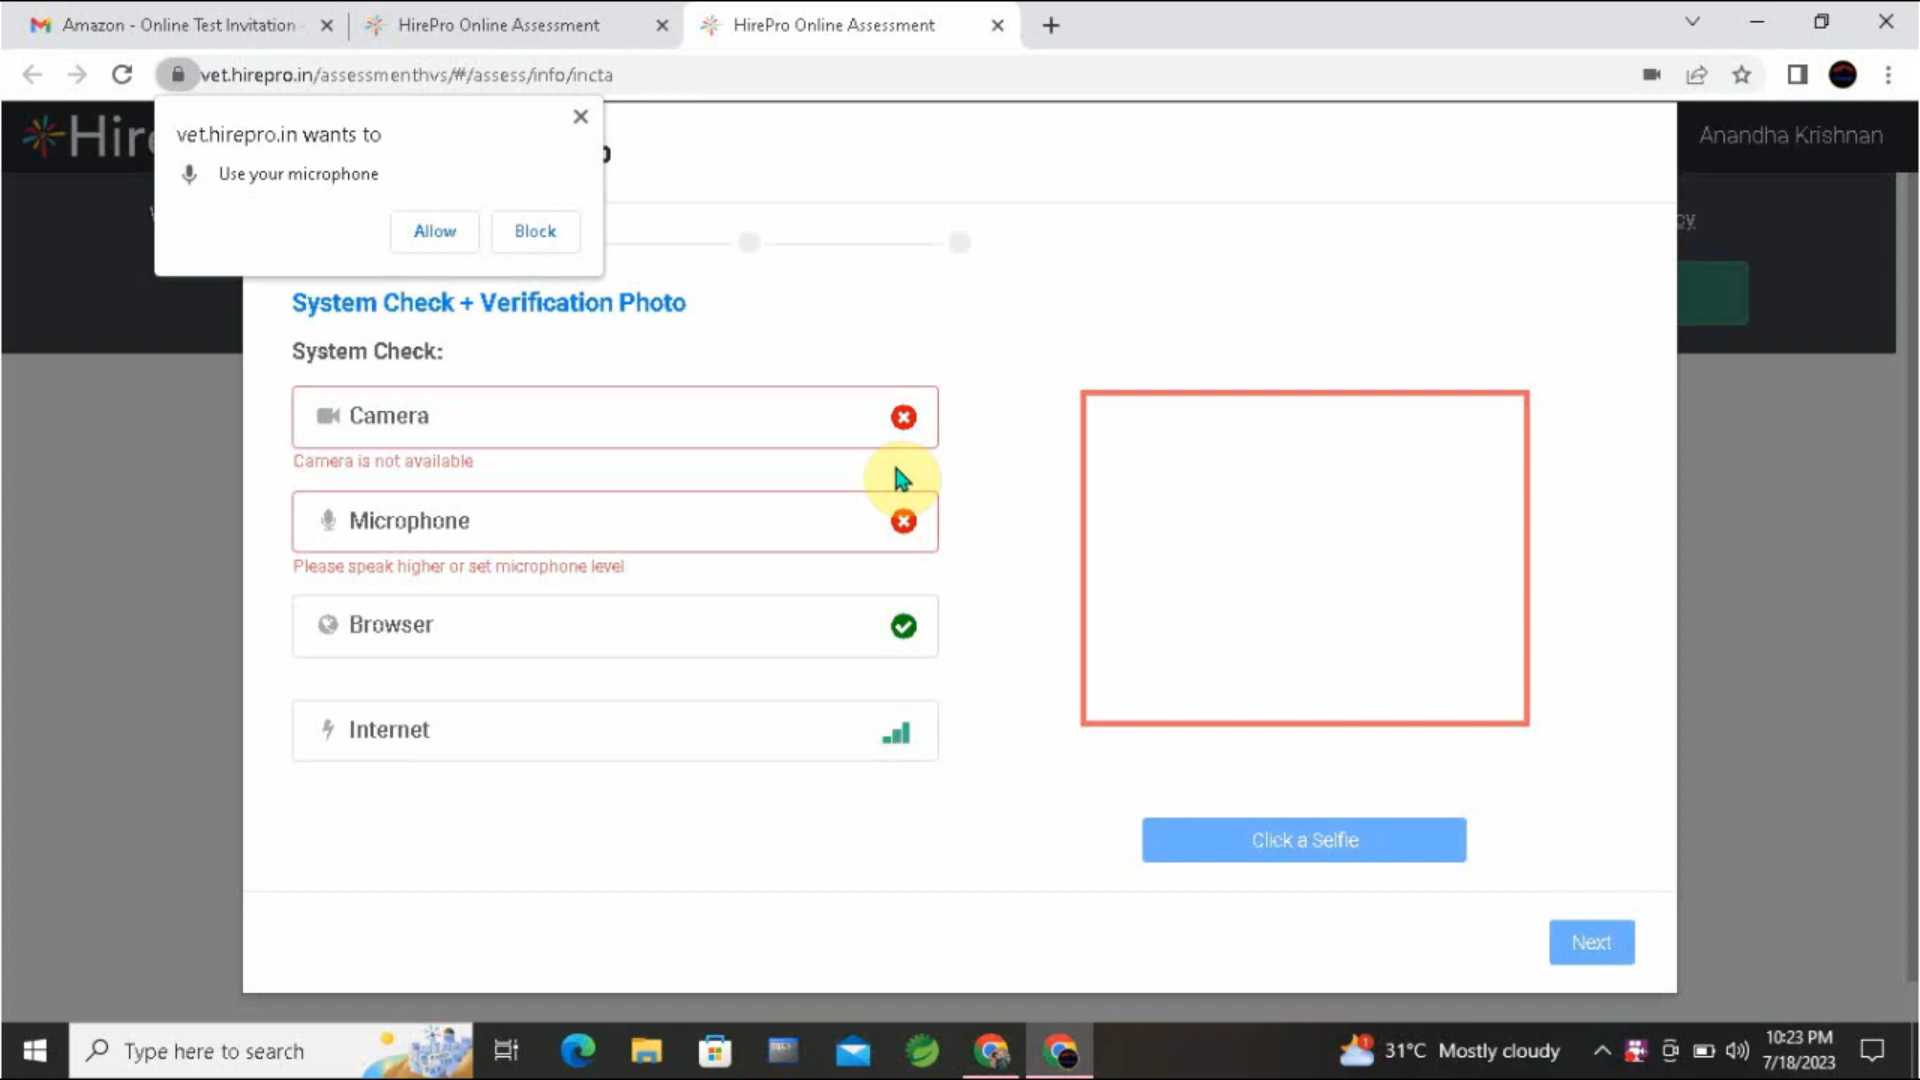 Amazon - Online Test Invitation
HirePro Online Assessment
HirePro Online Assessment
vet.hirepro.in/assessmenthvs/#/assess/info/incta
Anandha Krishnan
vet.hirepro.in wants to
Use your microphone
Allow
Block
System Check + Verification Photo
System Check:
Camera
Camera is not available
Microphone
Please speak higher or set microphone level
Browser
Internet
Click a Selfie
Next
Type here to search
1
31°C Mostly cloudy
10:23 PM
7/18/2023